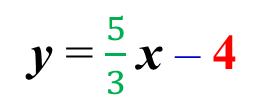 y = 5/3 x − 4